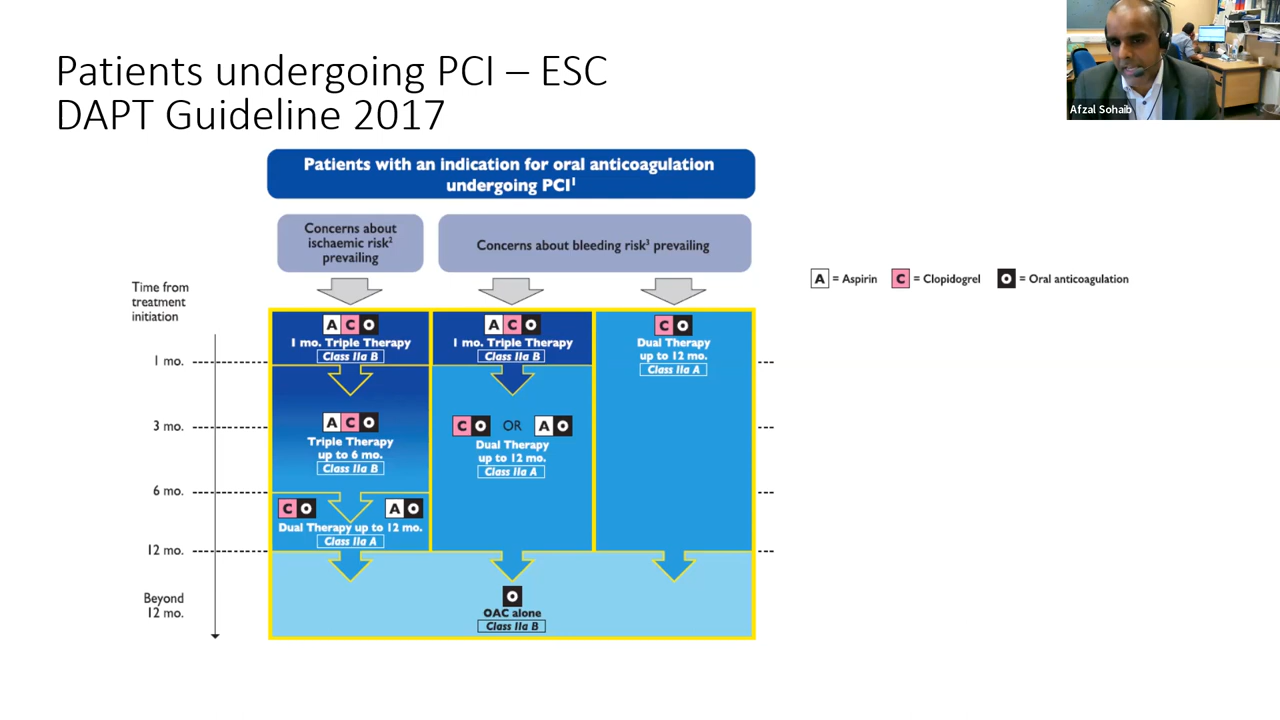 Patients undergoing PCI – ESC
DAPT Guideline 2017
Afzal Sohaib
Patients with an indication for oral anticoagulation
undergoing PCI¹
Concerns about
ischaemic risk²
prevailing
Concerns about bleeding risk³ prevailing
A = Aspirin C = Clopidogrel O = Oral anticoagulation
Time from
treatment
initiation
1 mo.
3 mo.
6 mo.
12 mo.
Beyond
12 mo.
A C O
1 mo. Triple Therapy
Class IIa B
A C O
Triple Therapy
up to 6 mo.
Class IIa B
C O A O
Dual Therapy up to 12 mo.
Class IIa A
A C O
1 mo. Triple Therapy
Class IIa B
C O OR A O
Dual Therapy
up to 12 mo.
Class IIa A
C O
Dual Therapy
up to 12 mo.
Class IIa A
O
OAC alone
Class IIa B